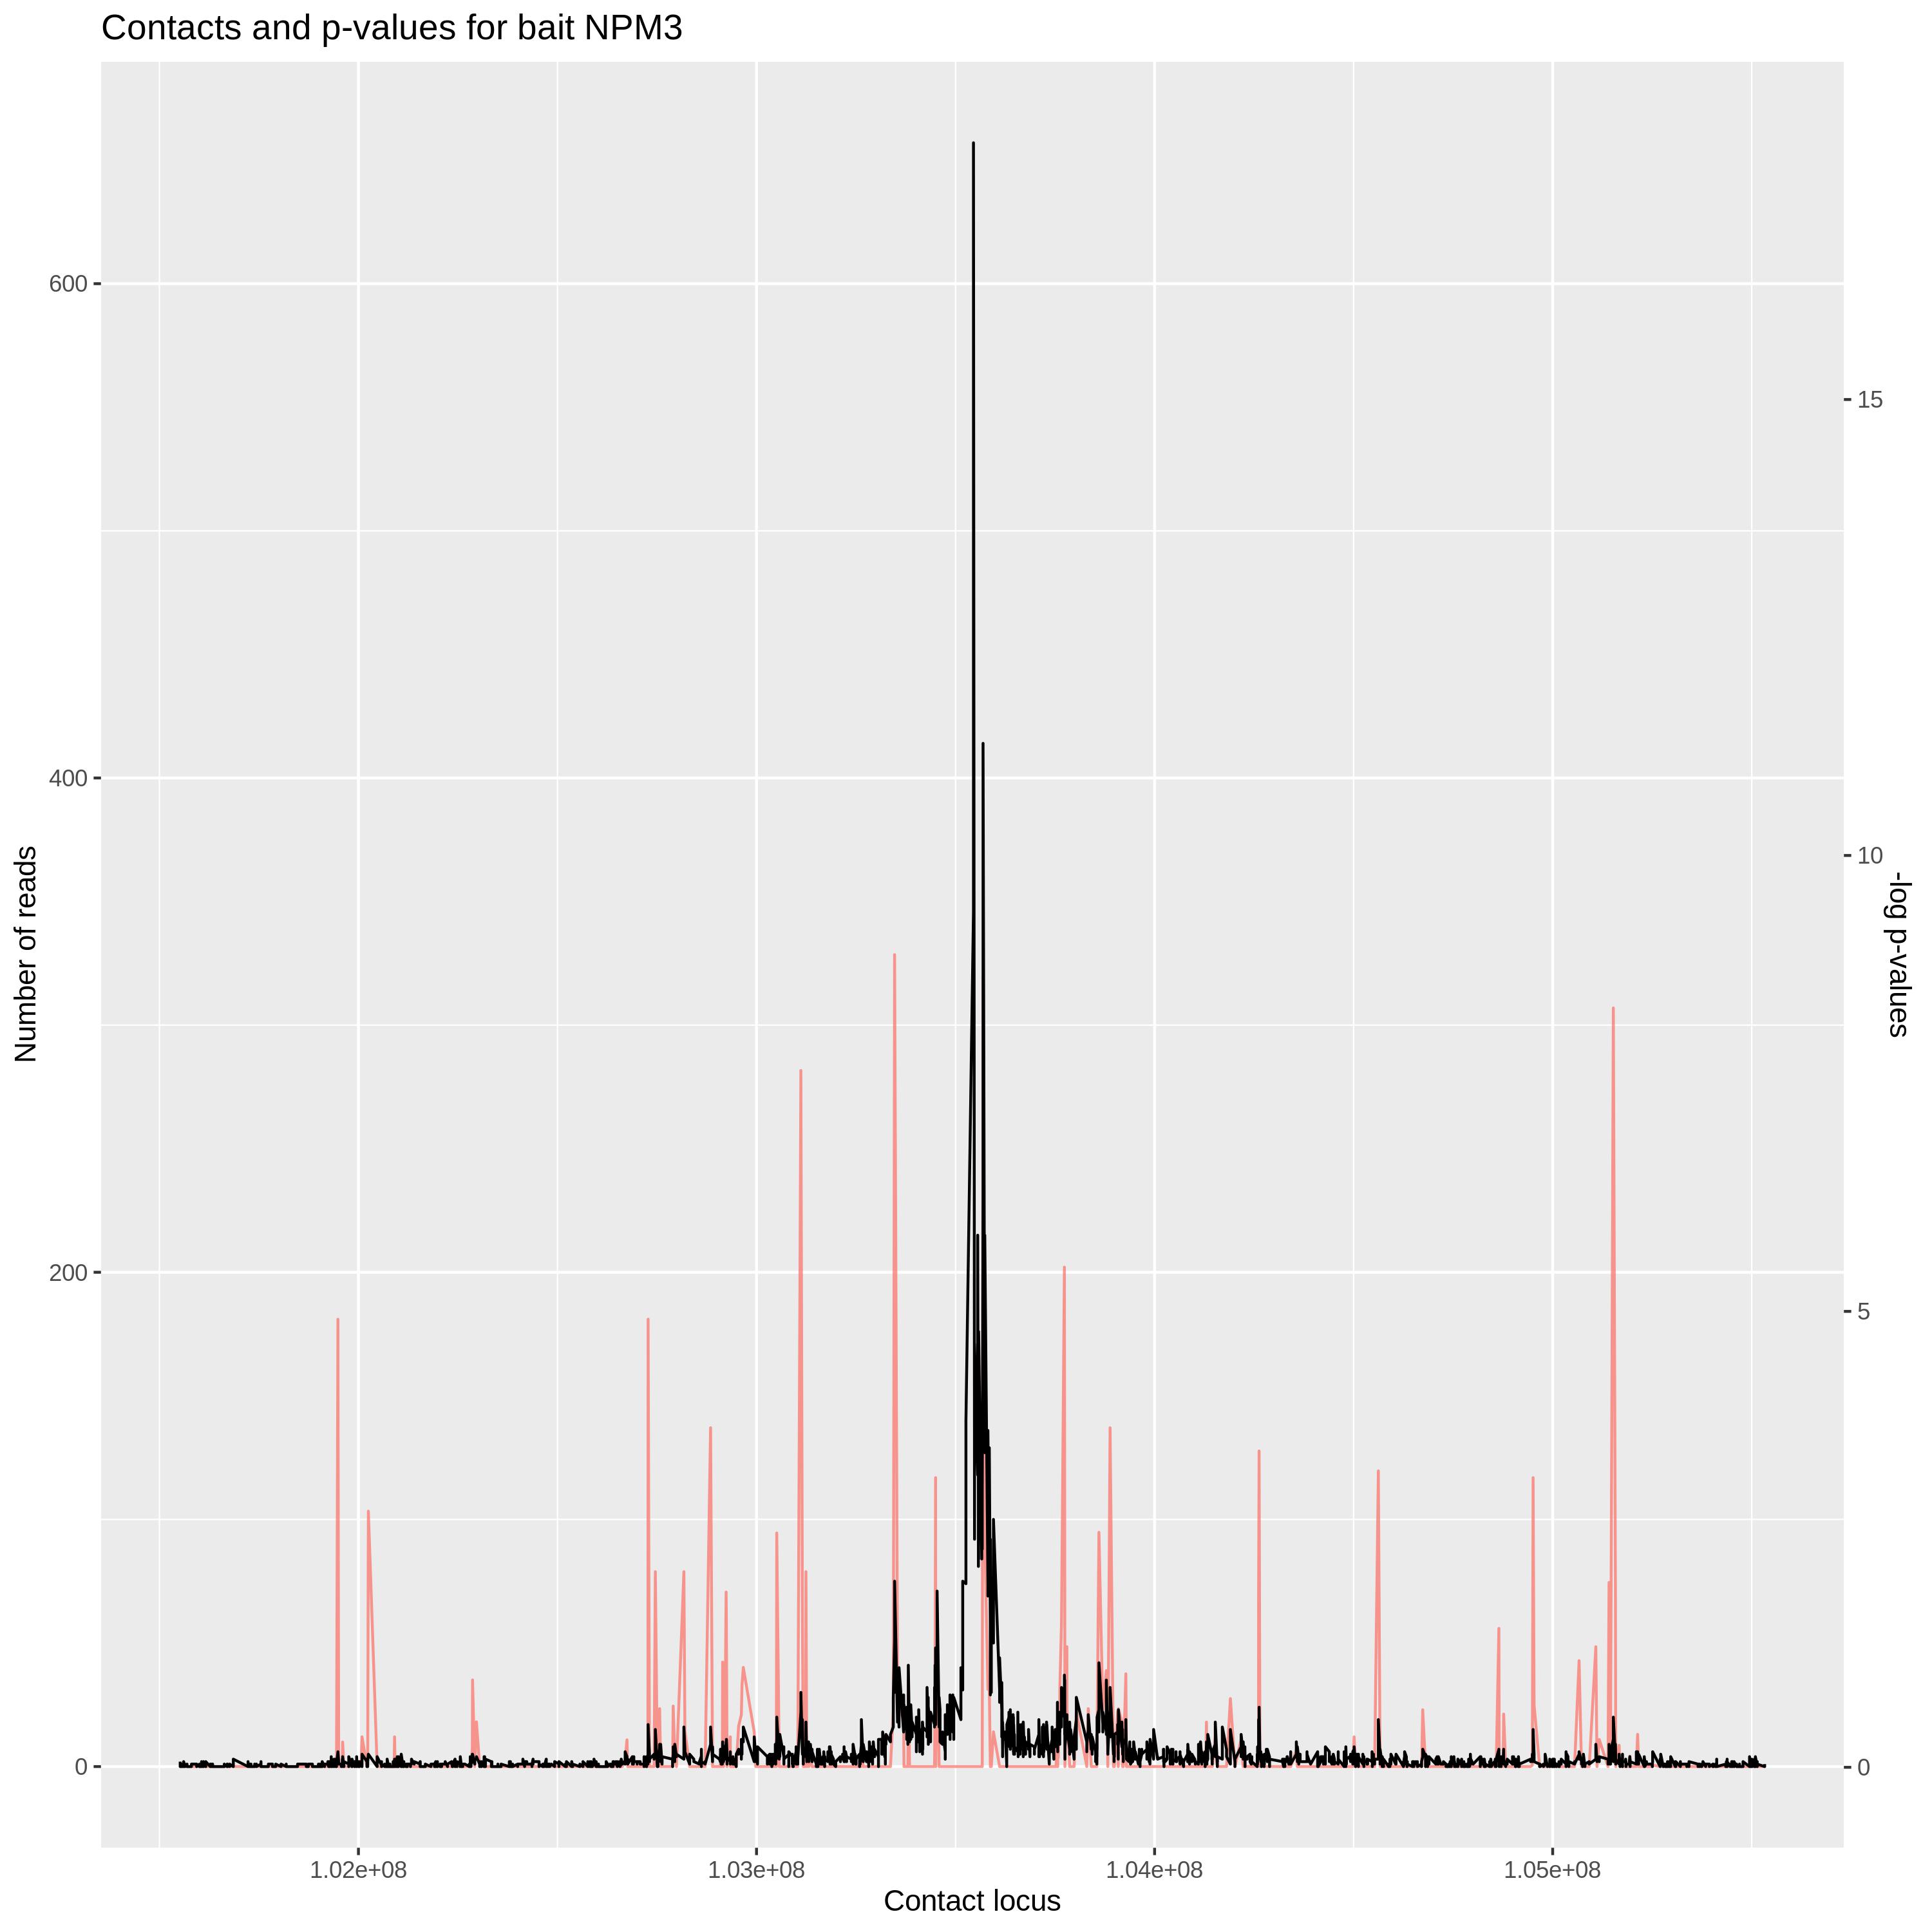 Contacts and p-values for bait NPM3
600
400
200
0
Number of reads
15
10
5
0
-log p-values
1.02e+08
1.03e+08
1.04e+08
1.05e+08
Contact locus